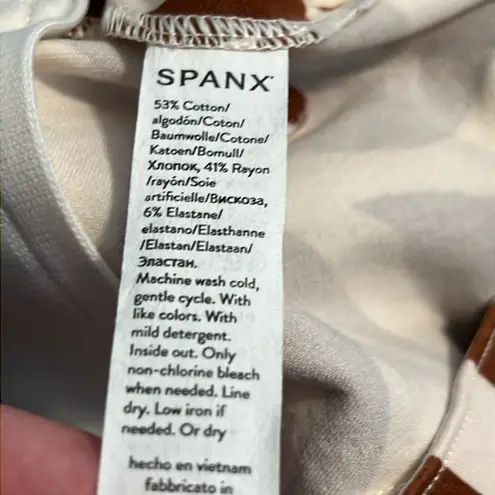 SPANX
53% Cotton/
algodón/Coton/
Baumwolle/Cotone/
Katoen/Bomull/
Хлопок, 41% Rayon
/rayón/Soie
artificielle/Вискоза,
6% Elastane/
elastano/Elasthanne
/Elastan/Elastaan/
Эластан.
Machine wash cold,
gentle cycle. With
like colors. With
mild detergent.
Inside out. Only
non-chlorine bleach
when needed. Line
dry. Low iron if
needed. Or dry
hecho en vietnam
fabbricato in